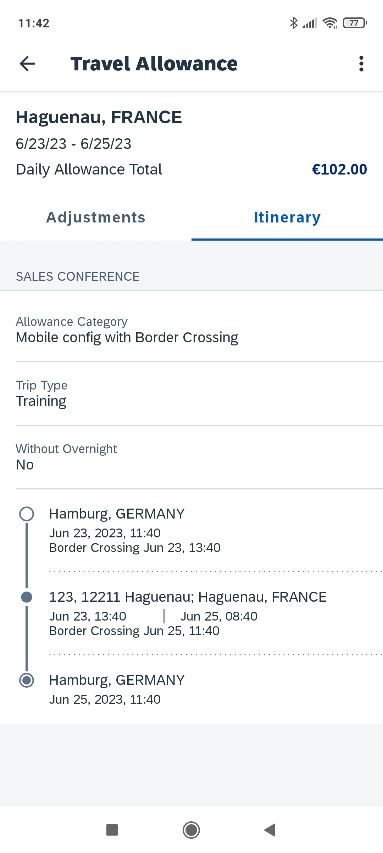 11:42
77
Travel Allowance
Haguenau, FRANCE
6/23/23 - 6/25/23
Daily Allowance Total €102.00
Adjustments Itinerary
SALES CONFERENCE
Allowance Category
Mobile config with Border Crossing
Trip Type
Training
Without Overnight
No
Hamburg, GERMANY
Jun 23, 2023, 11:40
Border Crossing Jun 23, 13:40
123, 12211 Haguenau; Haguenau, FRANCE
Jun 23, 13:40 | Jun 25, 08:40
Border Crossing Jun 25, 11:40
Hamburg, GERMANY
Jun 25, 2023, 11:40